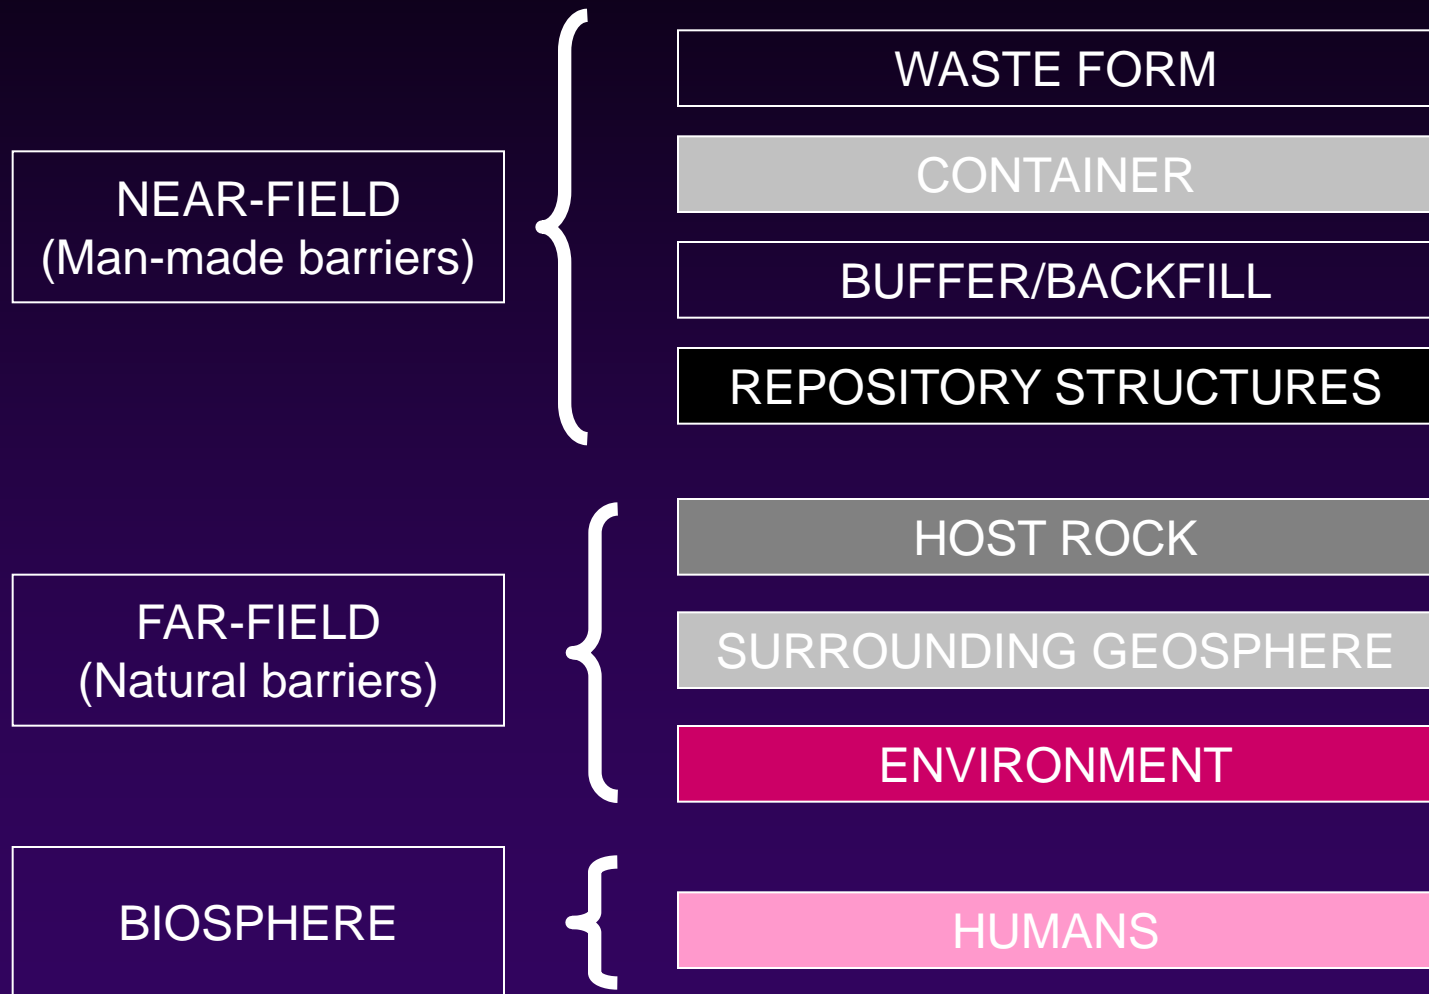 NEAR-FIELD
(Man-made barriers)
WASTE FORM
CONTAINER
BUFFER/BACKFILL
REPOSITORY STRUCTURES
FAR-FIELD
(Natural barriers)
HOST ROCK
SURROUNDING GEOSPHERE
ENVIRONMENT
BIOSPHERE
HUMANS